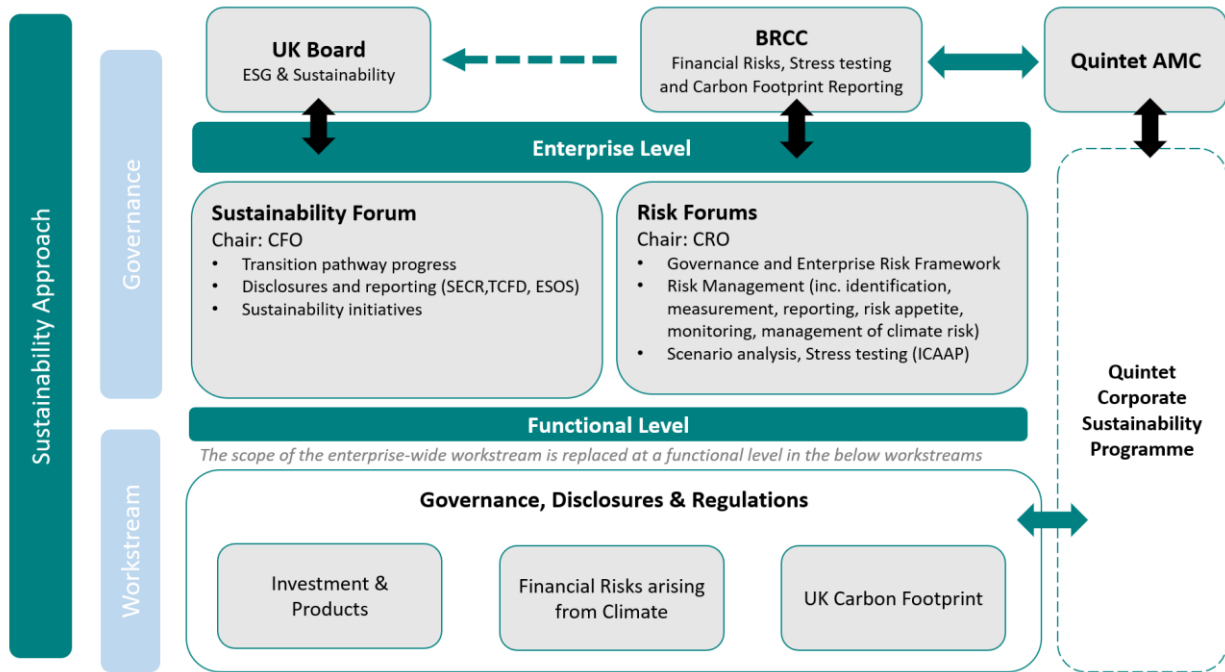 Sustainability Approach
Governance
Workstream
UK Board
ESG & Sustainability
BRCC
Financial Risks, Stress testing
and Carbon Footprint Reporting
Quintet AMC
Enterprise Level
Sustainability Forum
Chair: CFO
• Transition pathway progress
• Disclosures and reporting (SECR,TCFD, ESOS)
• Sustainability initiatives
Risk Forums
Chair: CRO
• Governance and Enterprise Risk Framework
• Risk Management (inc. identification,
measurement, reporting, risk appetite,
monitoring, management of climate risk)
• Scenario analysis, Stress testing (ICAAP)
Quintet
Corporate
Sustainability
Programme
Functional Level
The scope of the enterprise-wide workstream is replaced at a functional level in the below workstreams
Governance, Disclosures & Regulations
Investment &
Products
Financial Risks arising
from Climate
UK Carbon Footprint